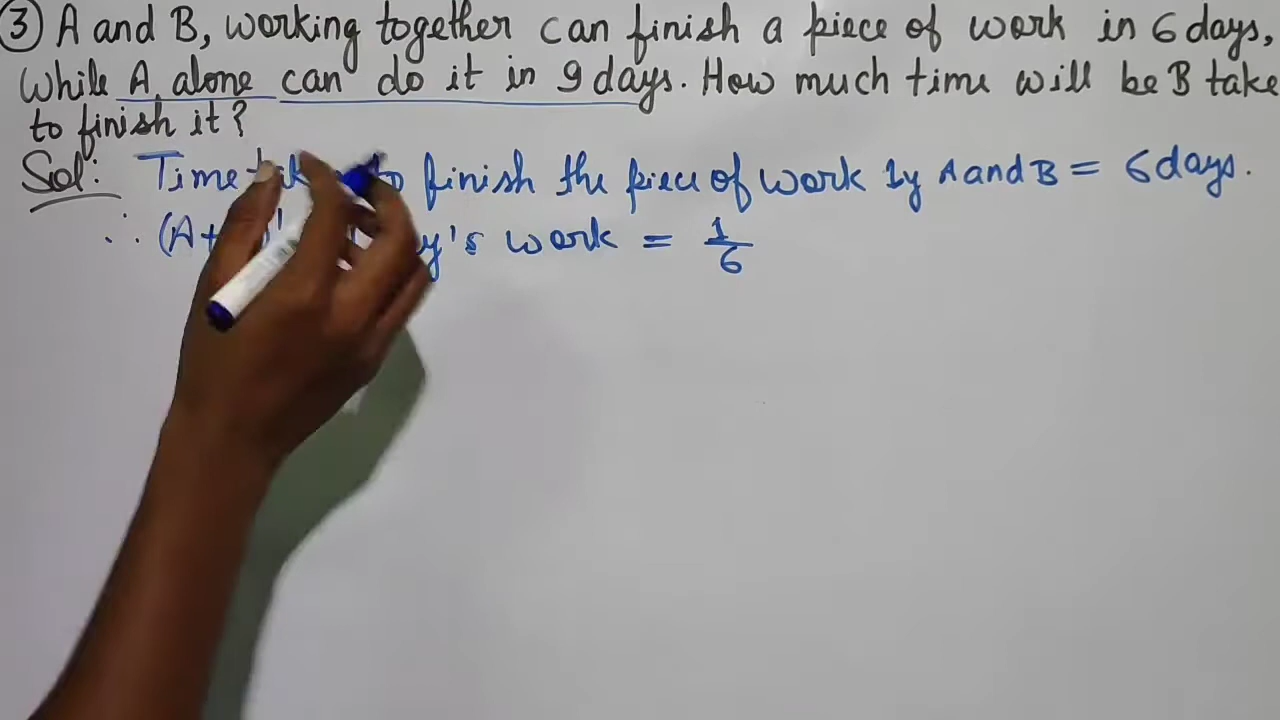 ③ A and B, working together can finish a piece of work in 6 days,
while A alone can do it in 9 days. How much time will be B take
to finish it?
Sol: Time to finish the piece of work by A and B = 6 days.
∴ (A+ work = 1/6